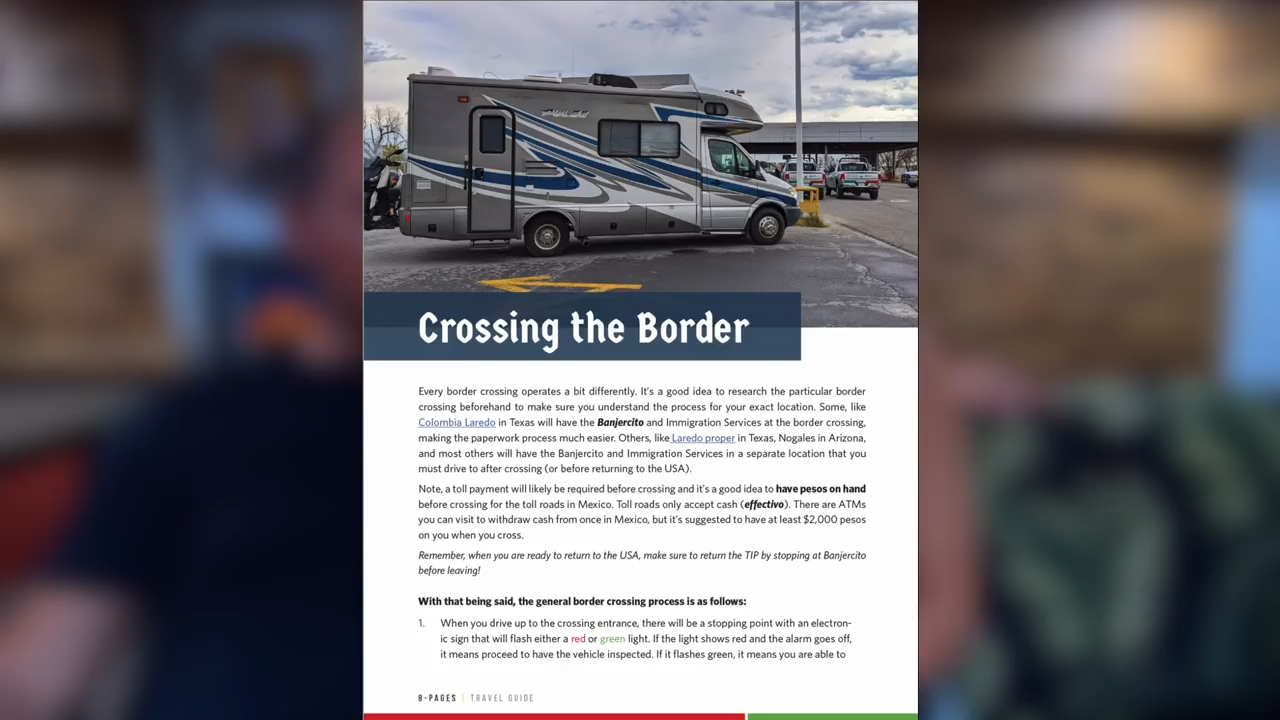 Crossing the Border
Every border crossing operates a bit differently. It's a good idea to research the particular border
crossing beforehand to make sure you understand the process for your exact location. Some, like
Colombia Laredo in Texas will have the Banjercito and Immigration Services at the border crossing,
making the paperwork process much easier. Others, like Laredo proper in Texas, Nogales in Arizona,
and most others will have the Banjercito and Immigration Services in a separate location that you
must drive to after crossing (or before returning to the USA).
Note, a toll payment will likely be required before crossing and it's a good idea to have pesos on hand
before crossing for the toll roads in Mexico. Toll roads only accept cash (effectivo). There are ATMs
you can visit to withdraw cash from once in Mexico, but it's suggested to have at least $2,000 pesos
on you when you cross.
Remember, when you are ready to return to the USA, make sure to return the TIP by stopping at Banjercito
before leaving!
With that being said, the general border crossing process is as follows:
1. When you drive up to the crossing entrance, there will be a stopping point with an electron-
ic sign that will flash either a red or green light. If the light shows red and the alarm goes off,
it means proceed to have the vehicle inspected. If it flashes green, it means you are able to
8-PAGES | TRAVEL GUIDE